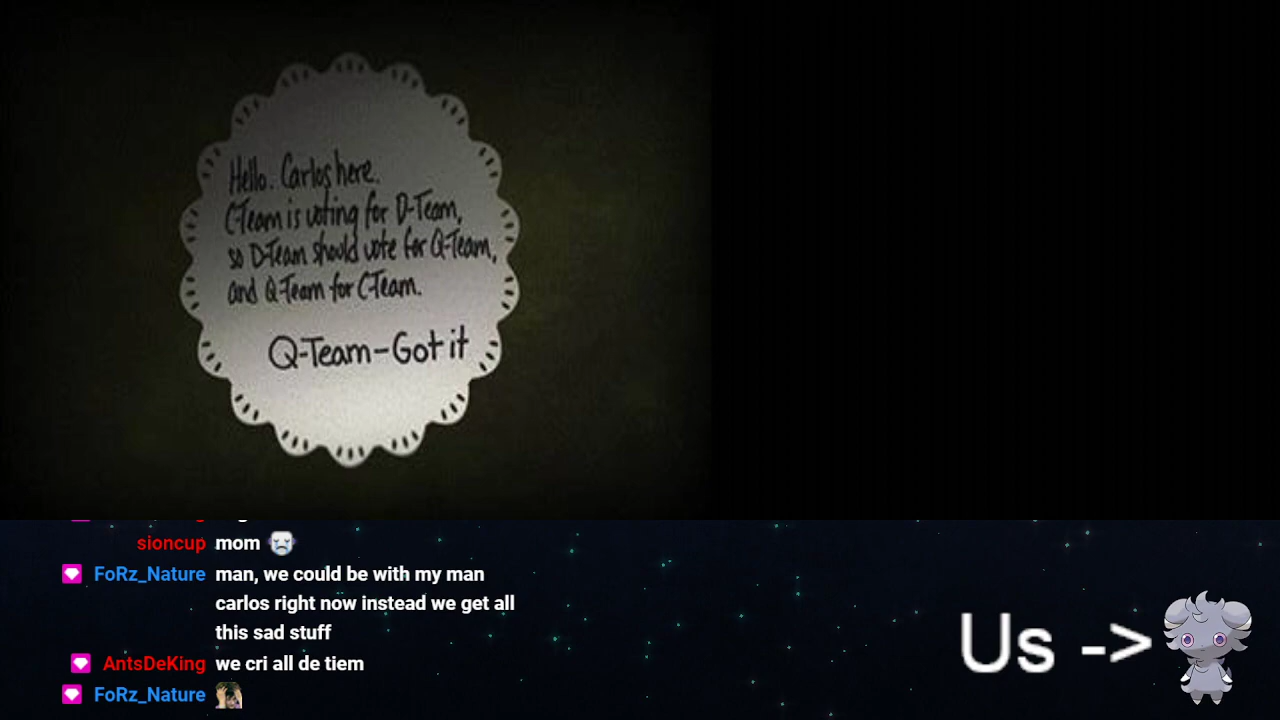 Hello. Carlos here.
C-Team is voting for D-Team,
so D-Team should vote for Q-Team,
and Q-Team for C-Team.
Q-Team-Got it
sioncup mom
FoRz_Nature man, we could be with my man
carlos right now instead we get all
this sad stuff
AntsDeKing we cri all de tiem
FoRz_Nature
Us ->